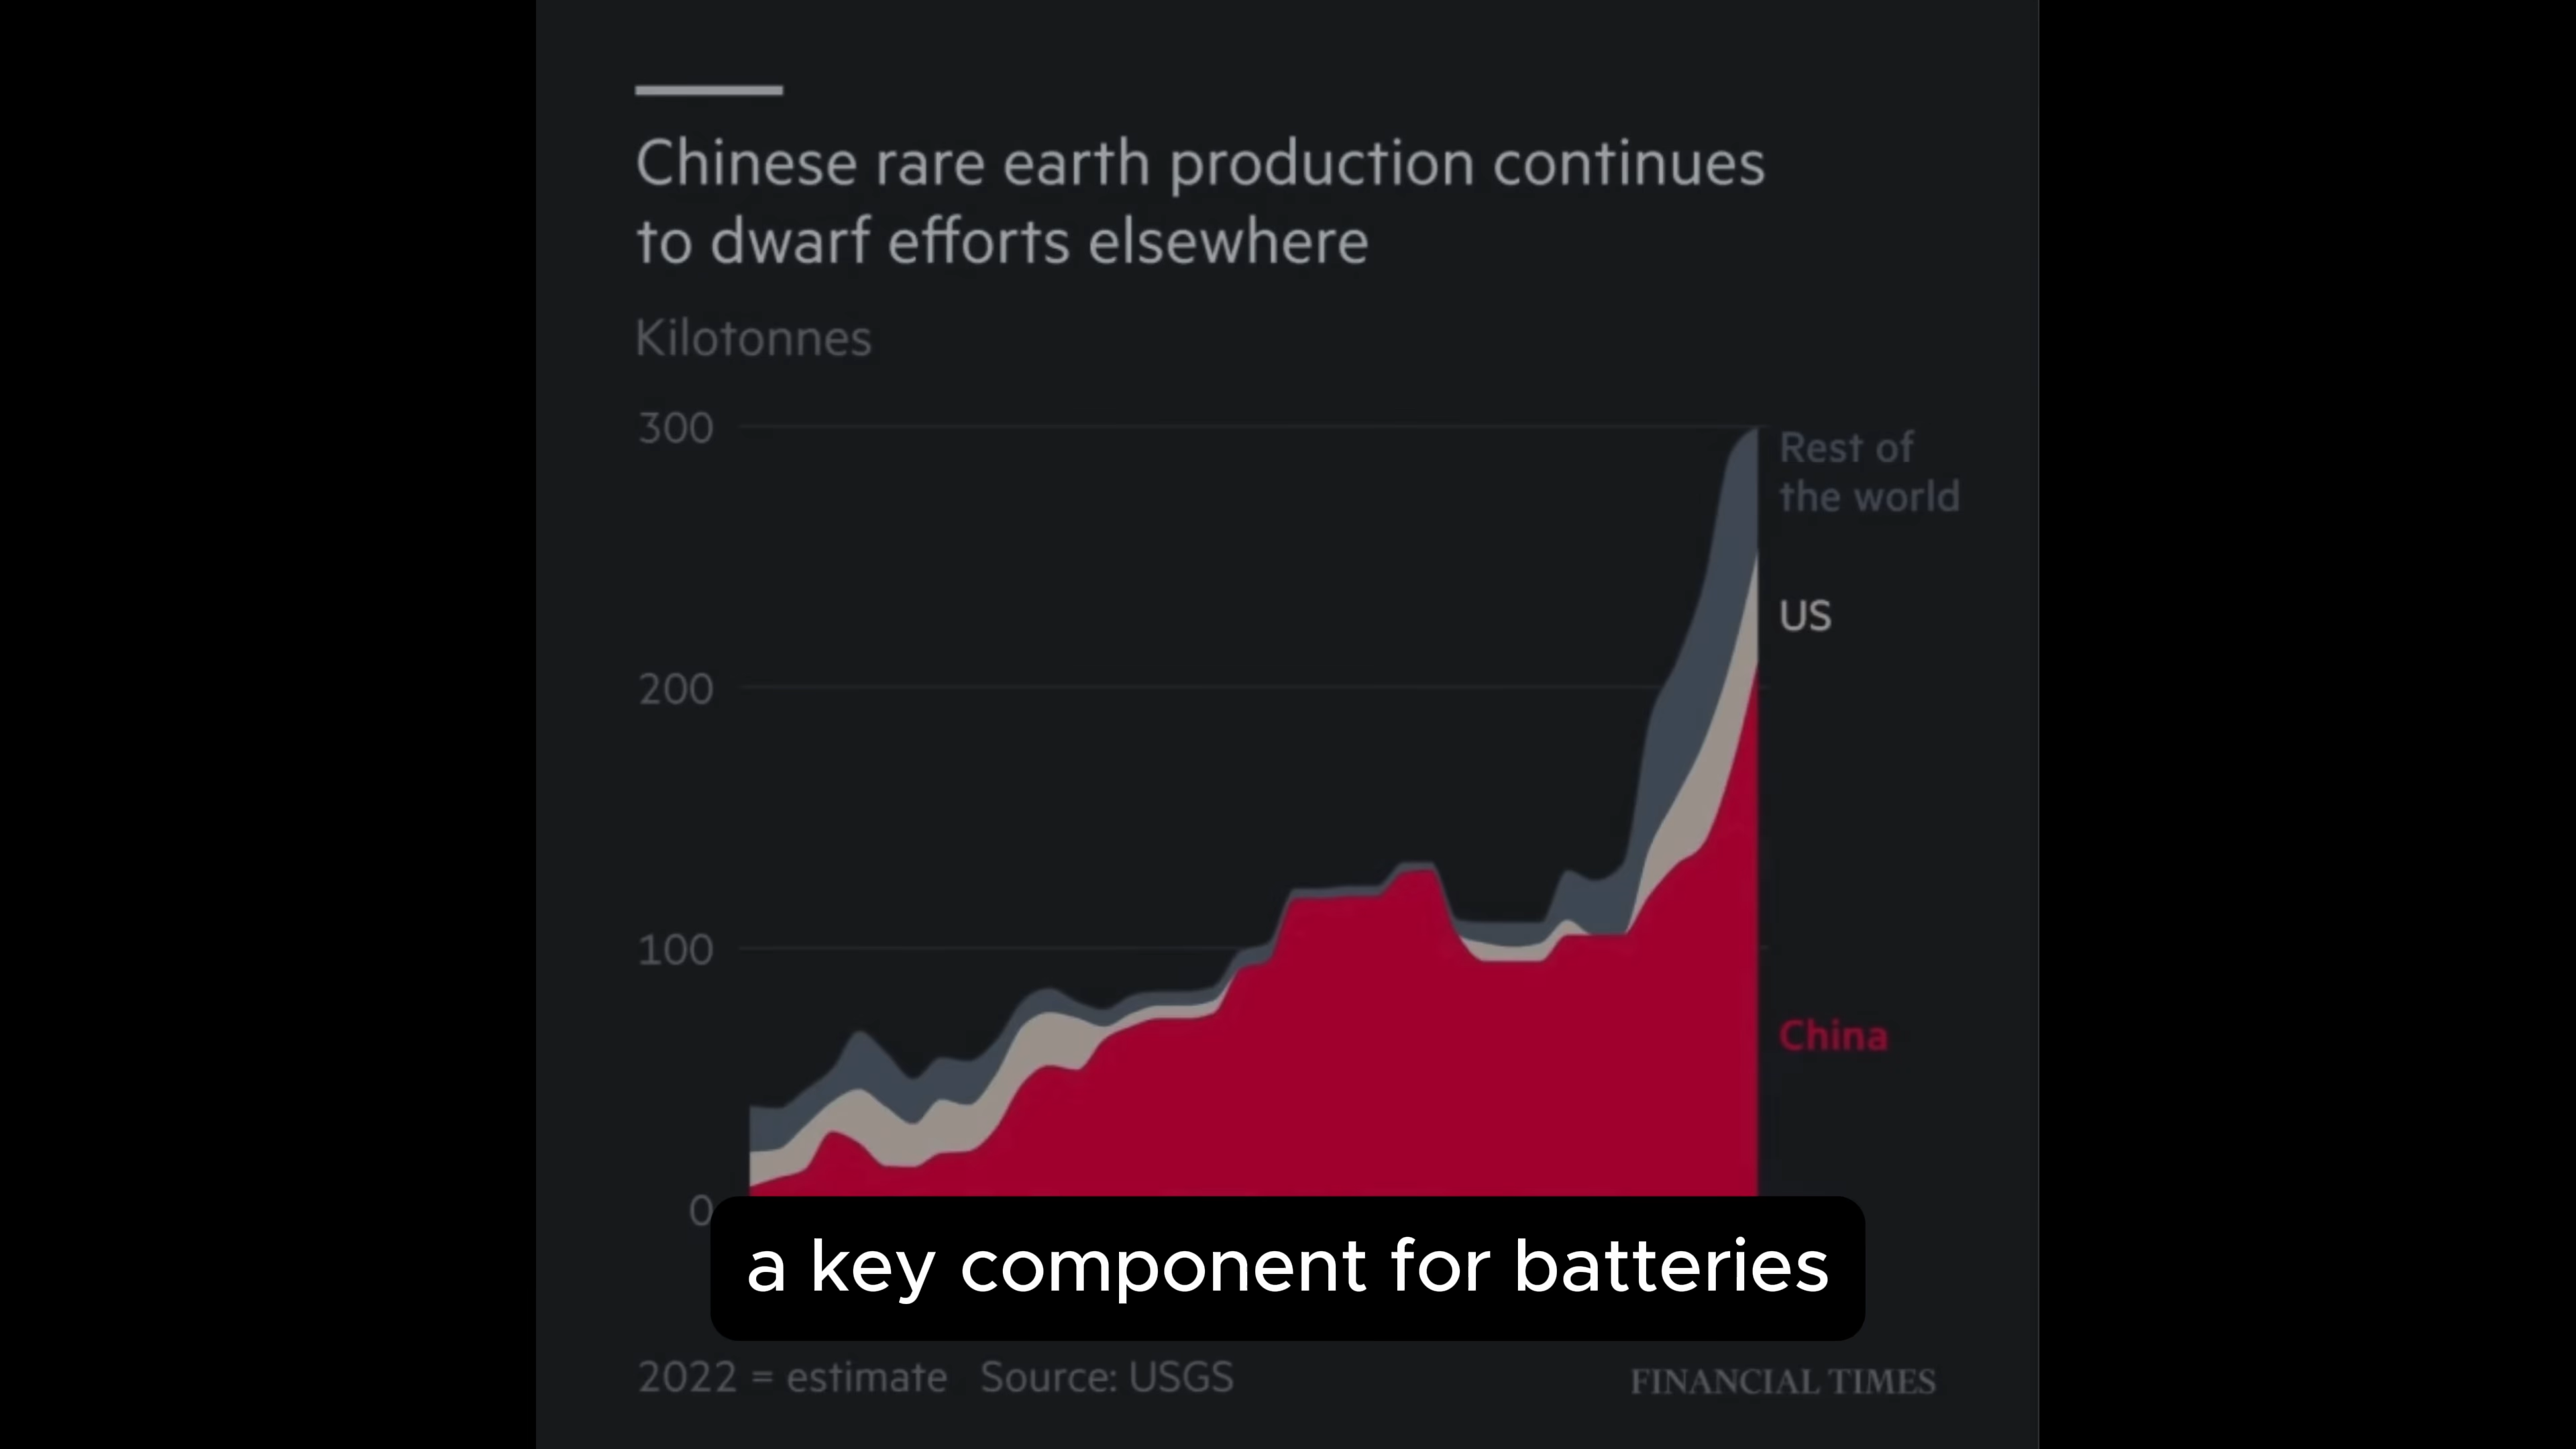 Chinese rare earth production continues
to dwarf efforts elsewhere
Kilotonnes
300
Rest of
the world
US
200
100
China
0
a key component for batteries
2022 = estimate Source: USGS
FINANCIAL TIMES